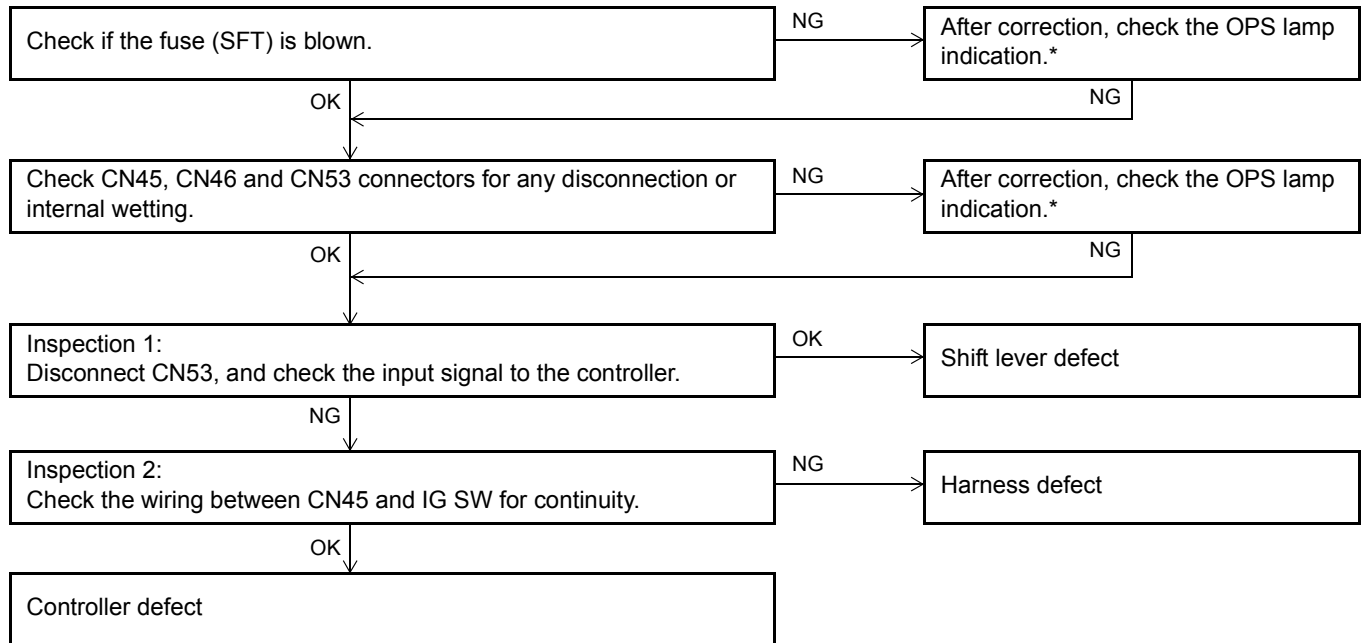 Check if the fuse (SFT) is blown.
NG
After correction, check the OPS lamp
indication.*
OK
NG
Check CN45, CN46 and CN53 connectors for any disconnection or
internal wetting.
NG
After correction, check the OPS lamp
indication.*
OK
NG
Inspection 1:
Disconnect CN53, and check the input signal to the controller.
OK
Shift lever defect
NG
Inspection 2:
Check the wiring between CN45 and IG SW for continuity.
NG
Harness defect
OK
Controller defect